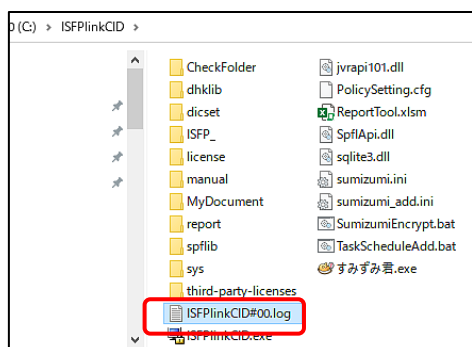 (C:) > ISFPlinkCID >
CheckFolder
dhklib
dicset
ISFP_
license
manual
MyDocument
report
spflib
sys
third-party-licenses
ISFPlinkCID#00.log
ISFPlinkCID.exe
jvrapi101.dll
PolicySetting.cfg
ReportTool.xlsm
SpflApi.dll
sqlite3.dll
sumizumi.ini
sumizumi_add.ini
SumizumiEncrypt.bat
TaskScheduleAdd.bat
すみずみ君.exe